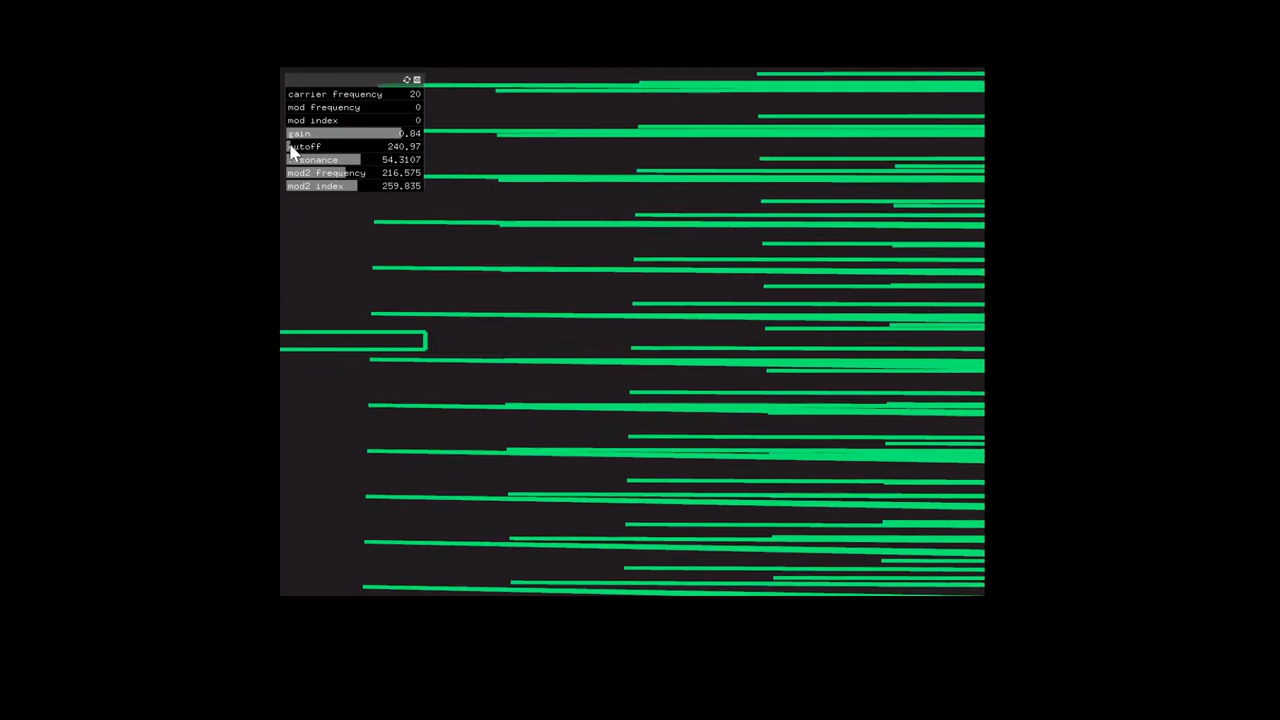 carrier frequency 20
mod frequency 0
mod index 0
gain 0.84
cutoff 240.97
resonance 54.3107
mod2 frequency 216.575
mod2 index 259.835